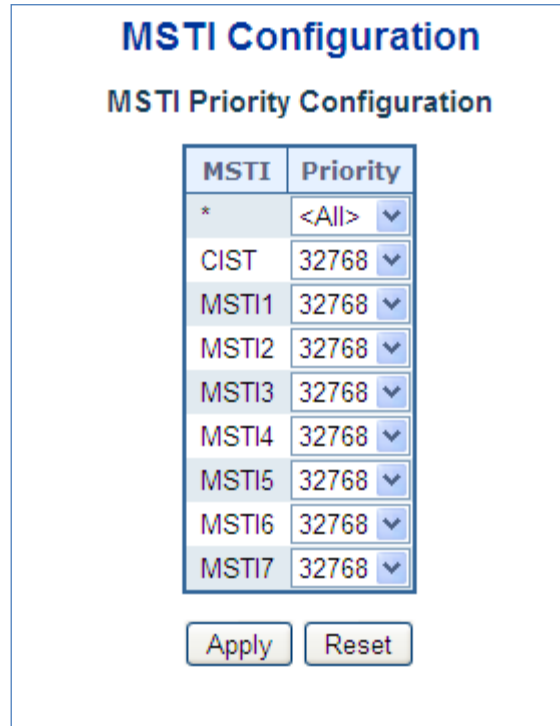 MSTI Configuration
MSTI Priority Configuration
MSTI Priority
* <All>
CIST 32768
MSTI1 32768
MSTI2 32768
MSTI3 32768
MSTI4 32768
MSTI5 32768
MSTI6 32768
MSTI7 32768
Apply Reset